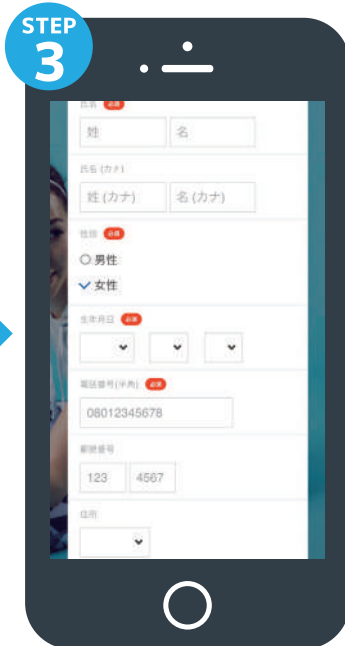 STEP
3
氏名 必須
姓 名
氏名 (カナ)
姓 (カナ) 名 (カナ)
性別 必須
男性
女性
生年月日 必須
電話番号(半角) 必須
08012345678
郵便番号
123 4567
住所